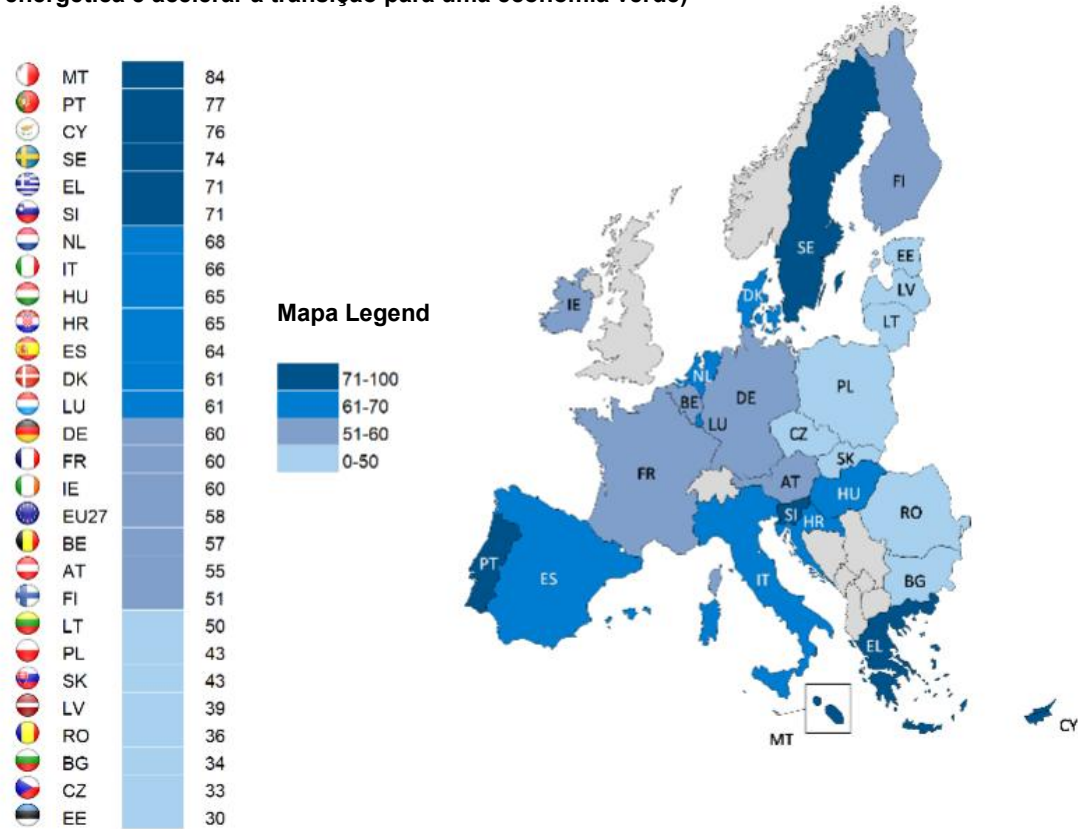 energética e acelerar a transição para uma economia verde)
MT 84
PT 77
CY 76
SE 74
EL 71
SI 71
NL 68
IT 66
HU 65
HR 65
ES 64
DK 61
LU 61
DE 60
FR 60
IE 60
EU27 58
BE 57
AT 55
FI 51
LT 50
PL 43
SK 43
LV 39
RO 36
BG 34
CZ 33
EE 30
Mapa Legend
71-100
61-70
51-60
0-50
FI
SE
EE
LV
LT
DK
IE
NL
BE
DE
PL
LU
CZ
SK
FR
AT
HU
SI
HR
RO
PT
ES
IT
BG
EL
MT
CY